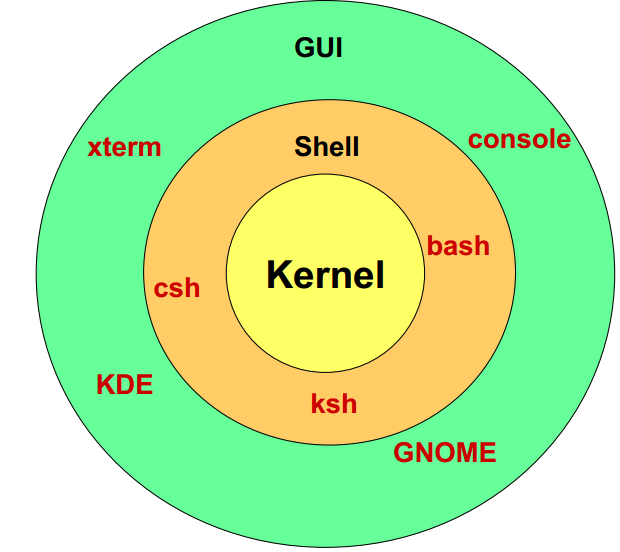 GUI
xterm
console
Shell
bash
Kernel
csh
KDE
ksh
GNOME